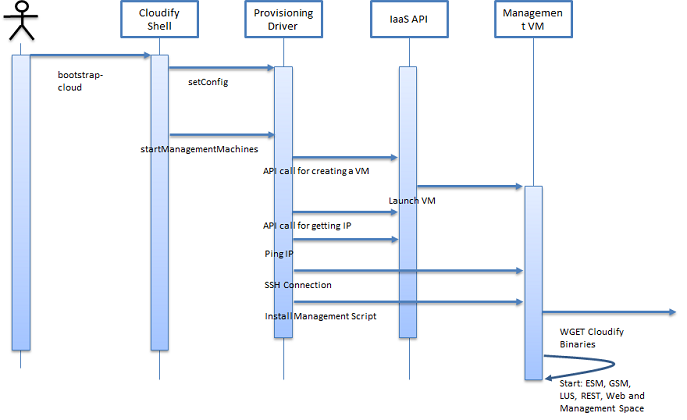 Cloudify
Shell
Provisioning
Driver
IaaS API
Managemen
t VM
bootstrap-
cloud
setConfig
startManagementMachines
API call for creating a VM
Launch VM
API call for getting IP
Ping IP
SSH Connection
Install Management Script
WGET Cloudify
Binaries
Start: ESM, GSM,
LUS, REST, Web and
Management Space